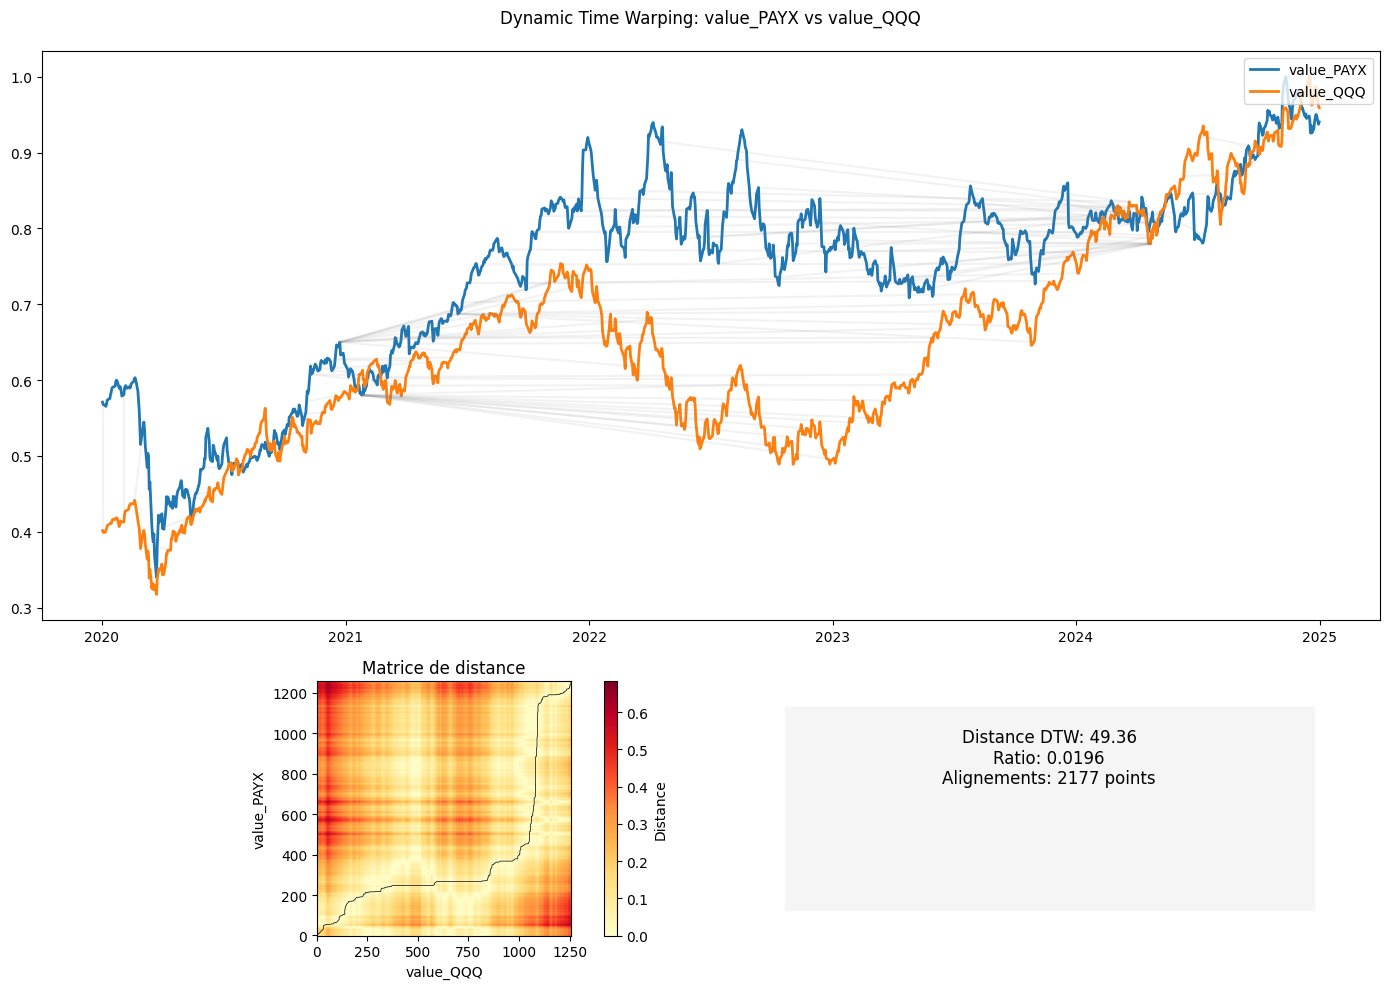 Dynamic Time Warping: value_PAYX vs value_QQQ
value_PAYX
value_QQQ
1.0
0.9
0.8
0.7
0.6
0.5
0.4
0.3
2020 2021 2022 2023 2024 2025
Matrice de distance
value_PAYX
1200
1000
800
600
400
200
0
0 250 500 750 1000 1250
value_QQQ
0.6
0.5
0.4
0.3
0.2
0.1
0.0
Distance
Distance DTW: 49.36
Ratio: 0.0196
Alignements: 2177 points